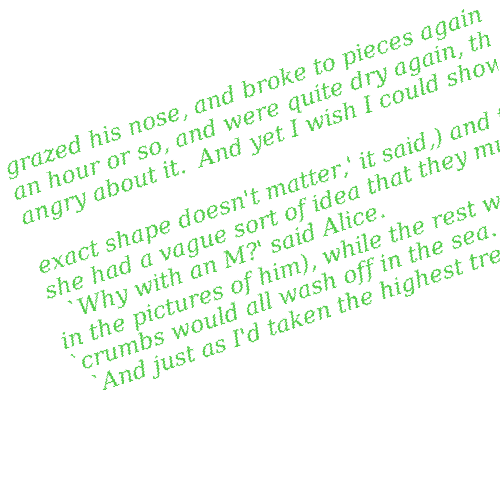 grazed his nose, and broke to pieces again
an hour or so, and were quite dry again, th
angry about it.  And yet I wish I could show
exact shape doesn't matter,' it said,) and
she had a vague sort of idea that they mu
`Why with an M?' said Alice.
in the pictures of him), while the rest w
`crumbs would all wash off in the sea.
`And just as I'd taken the highest tre